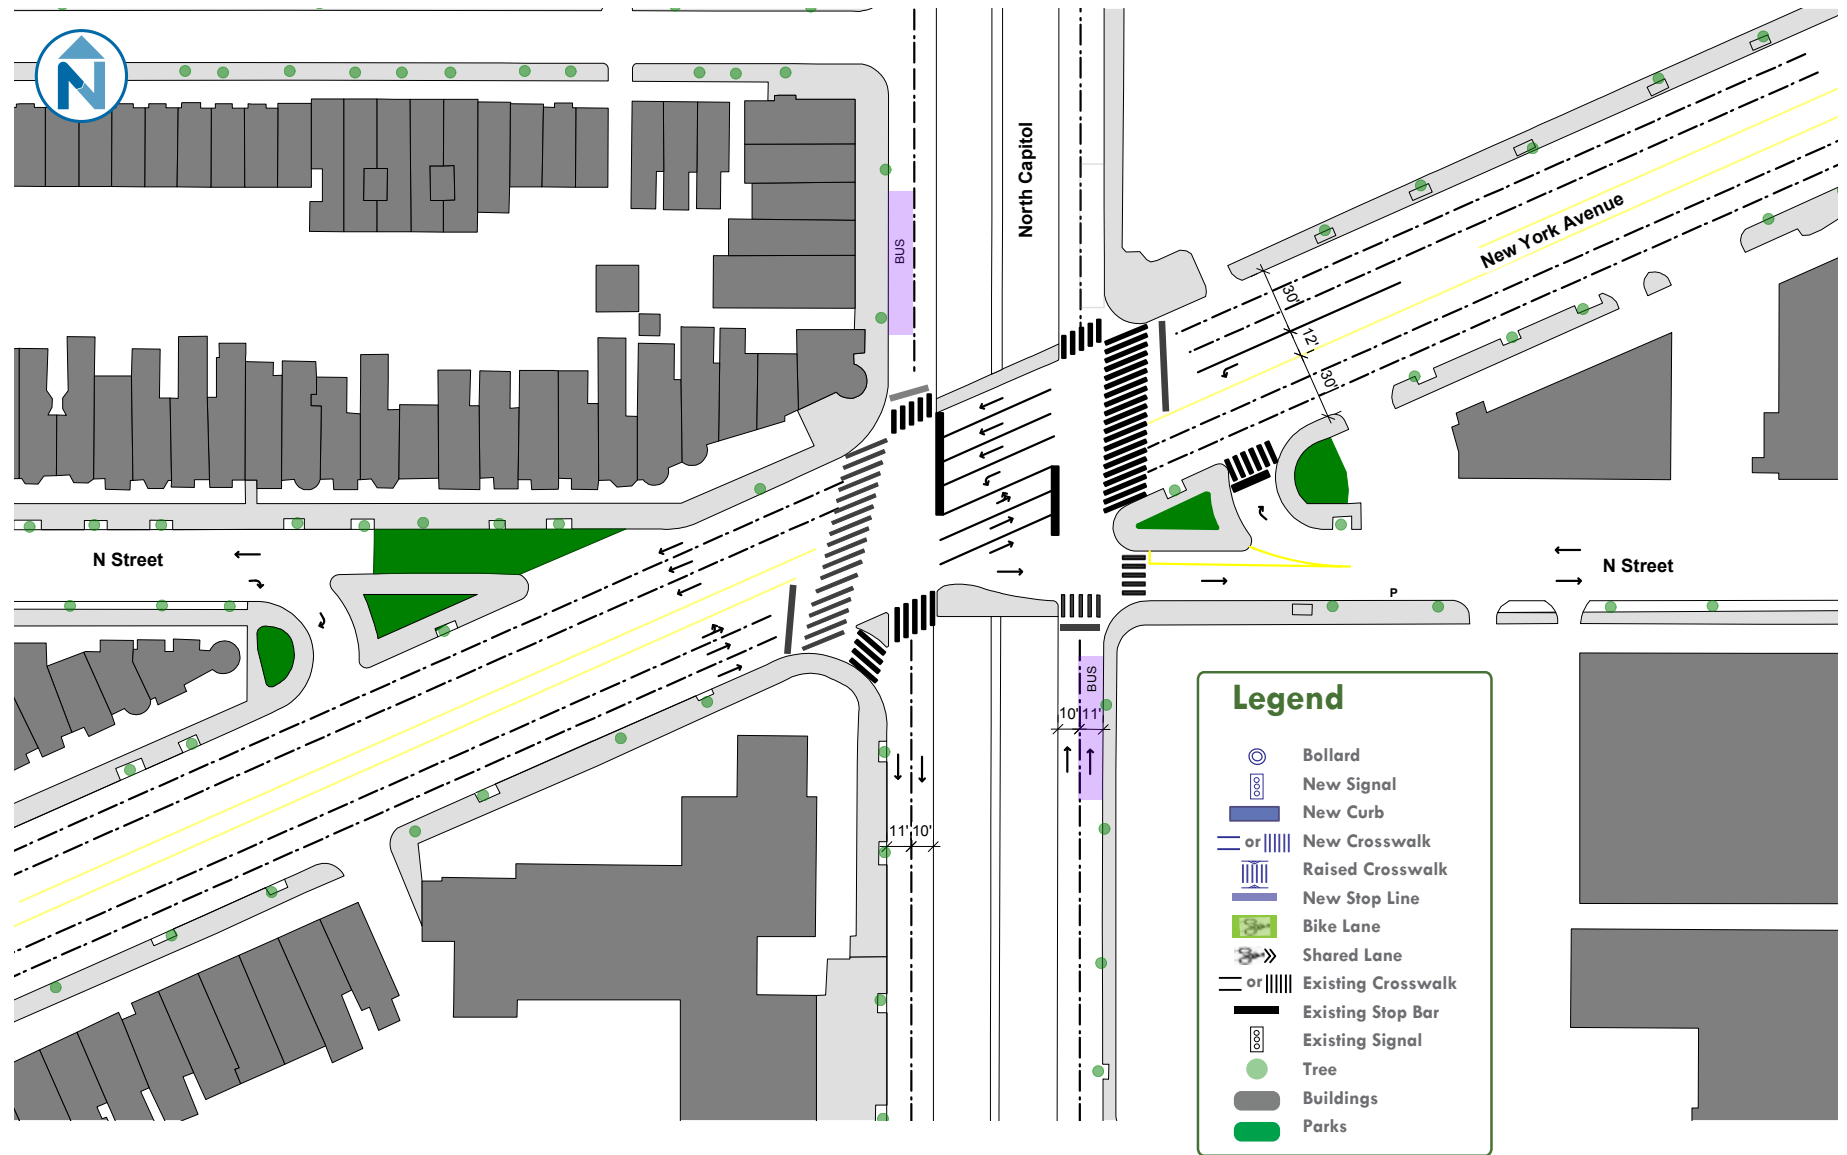 N
North Capitol
BUS
New York Avenue
30'
12'
30'
N Street
N Street
P
BUS
10' 11'
11' 10'
Legend
Bollard
New Signal
New Curb
or New Crosswalk
Raised Crosswalk
New Stop Line
Bike Lane
Shared Lane
or Existing Crosswalk
Existing Stop Bar
Existing Signal
Tree
Buildings
Parks